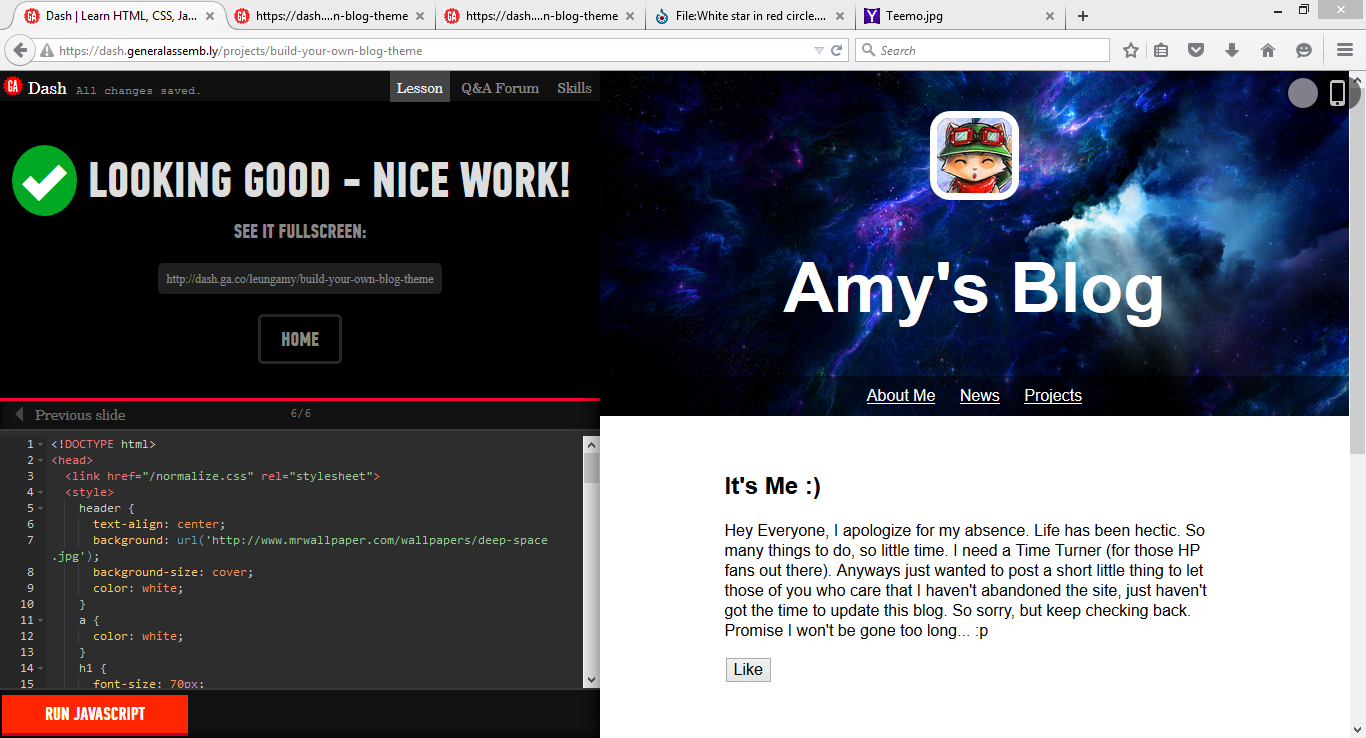 Dash | Learn HTML, CSS, Ja...
https://dash....n-blog-theme
https://dash....n-blog-theme
File:White star in red circle....
Teemo.jpg
https://dash.generalassemb.ly/projects/build-your-own-blog-theme
Search
GA
Dash All changes saved.
Lesson
Q&A Forum
Skills
LOOKING GOOD - NICE WORK!
SEE IT FULLSCREEN:
http://dash.ga.co/leungamy/build-your-own-blog-theme
HOME
Previous slide
6/6
1 <!DOCTYPE html>
2 <head>
3 <link href="/normalize.css" rel="stylesheet">
4 <style>
5 header {
6 text-align: center;
7 background: url('http://www.mrwallpaper.com/wallpapers/deep-space
.jpg');
8 background-size: cover;
9 color: white;
10 }
11 a {
12 color: white;
13 }
14 h1 {
15 font-size: 70px;
RUN JAVASCRIPT
Amy's Blog
About Me
News
Projects
It's Me :)
Hey Everyone, I apologize for my absence. Life has been hectic. So
many things to do, so little time. I need a Time Turner (for those HP
fans out there). Anyways just wanted to post a short little thing to let
those of you who care that I haven't abandoned the site, just haven't
got the time to update this blog. So sorry, but keep checking back.
Promise I won't be gone too long... :p
Like